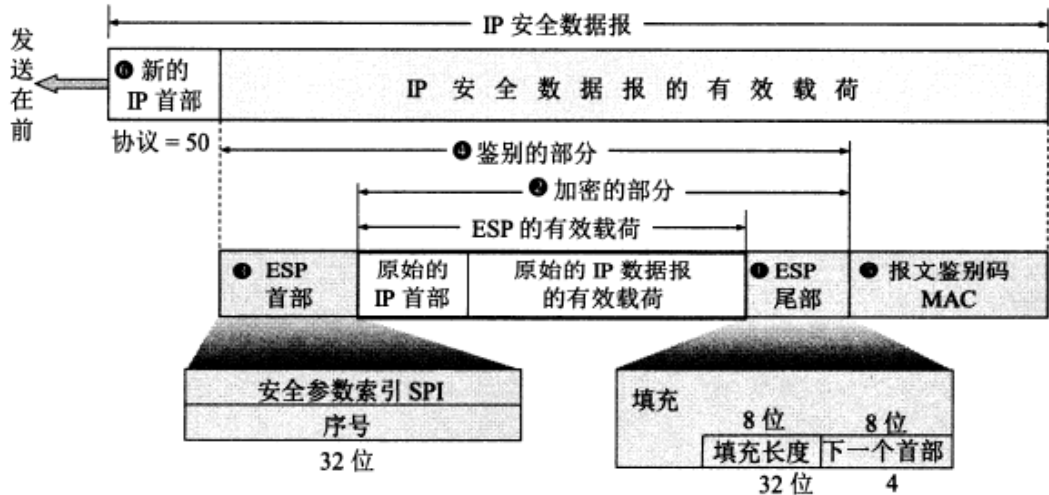 IP 安全数据报
发送在前
❻ 新的
IP 首部
IP 安全数据报的有效载荷
协议 = 50
❹ 鉴别的部分
❷ 加密的部分
ESP 的有效载荷
❸ ESP
首部
原始的
IP 首部
原始的 IP 数据报
的有效载荷
❶ ESP
尾部
❺ 报文鉴别码
MAC
安全参数索引 SPI
序号
32 位
填充
8 位
8 位
填充长度
下一个首部
32 位
4